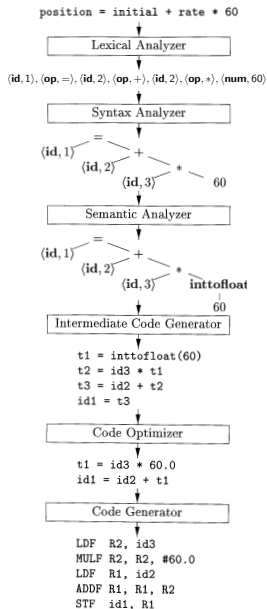 position = initial + rate * 60
Lexical Analyzer
⟨id, 1⟩, ⟨op, =⟩, ⟨id, 2⟩, ⟨op, +⟩, ⟨id, 2⟩, ⟨op, *⟩, ⟨num, 60⟩
Syntax Analyzer
=
⟨id, 1⟩ +
⟨id, 2⟩ *
⟨id, 3⟩ 60
Semantic Analyzer
=
⟨id, 1⟩ +
⟨id, 2⟩ *
⟨id, 3⟩ inttofloat
60
Intermediate Code Generator
t1 = inttofloat(60)
t2 = id3 * t1
t3 = id2 + t2
id1 = t3
Code Optimizer
t1 = id3 * 60.0
id1 = id2 + t1
Code Generator
LDF R2, id3
MULF R2, R2, #60.0
LDF R1, id2
ADDF R1, R1, R2
STF id1, R1